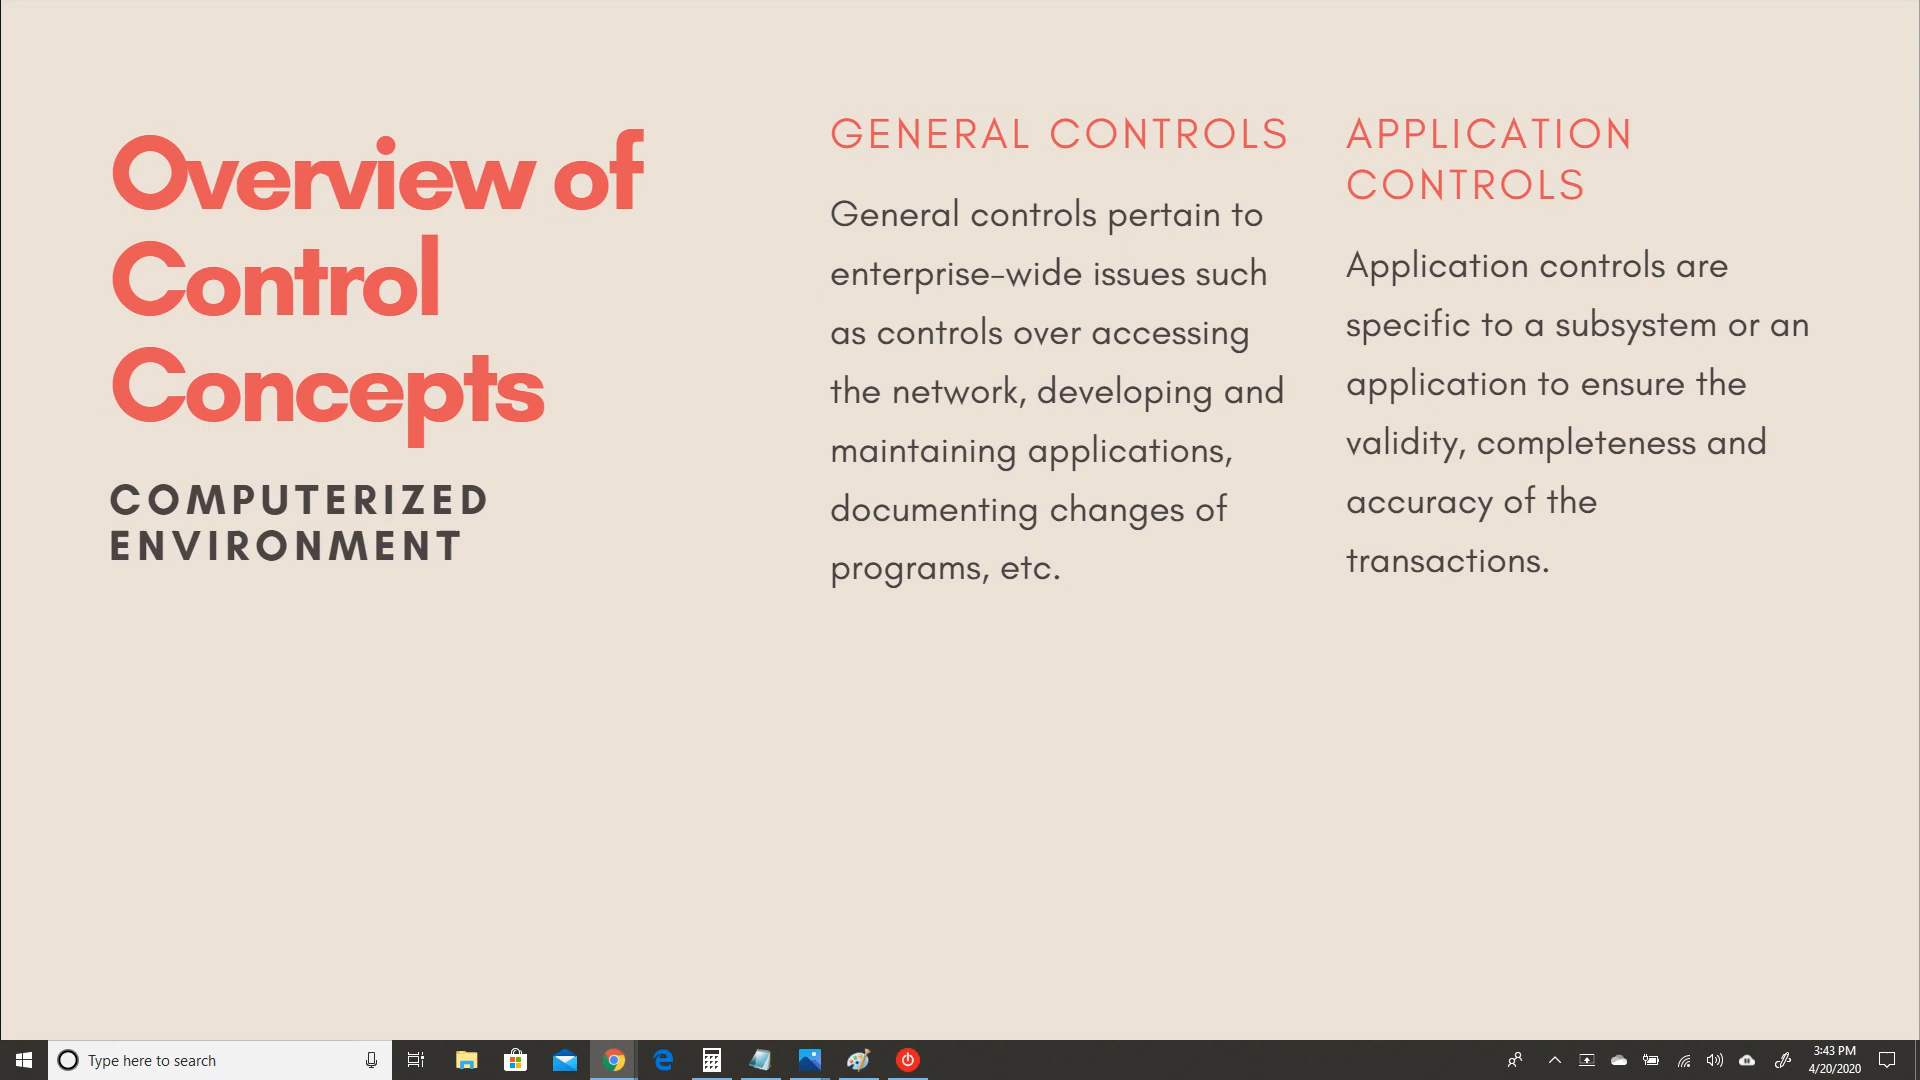 Overview of
Control
Concepts
COMPUTERIZED
ENVIRONMENT
GENERAL CONTROLS
General controls pertain to
enterprise-wide issues such
as controls over accessing
the network, developing and
maintaining applications,
documenting changes of
programs, etc.
APPLICATION
CONTROLS
Application controls are
specific to a subsystem or an
application to ensure the
validity, completeness and
accuracy of the
transactions.
Type here to search
3:43 PM
4/20/2020